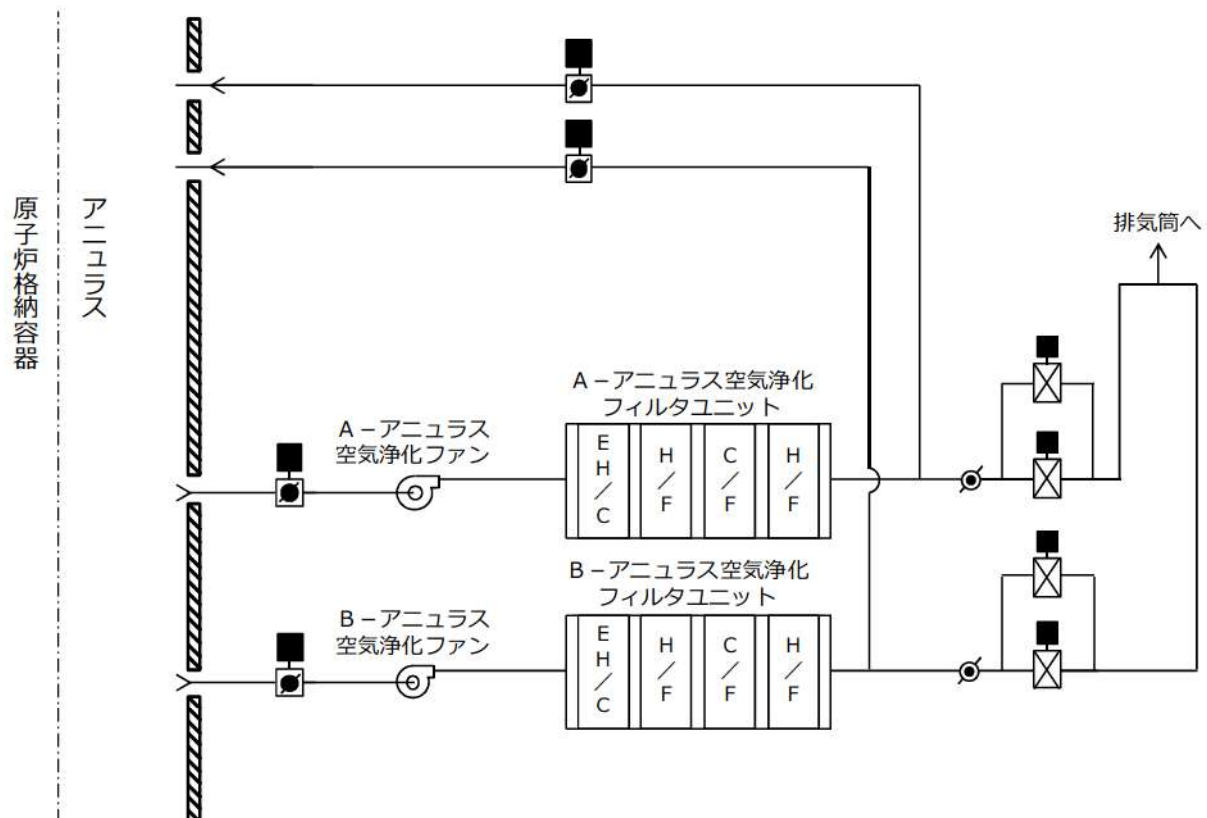 原子炉格納容器
アニュラス
排気筒へ
A－アニュラス空気浄化
フィルタユニット
A－アニュラス
空気浄化ファン
EH/C
H/F
C/F
H/F
B－アニュラス空気浄化
フィルタユニット
B－アニュラス
空気浄化ファン
EH/C
H/F
C/F
H/F